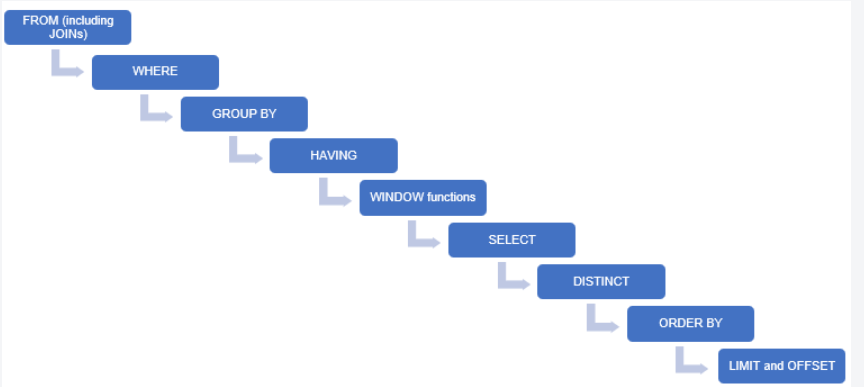 FROM (including
JOINs)
WHERE
GROUP BY
HAVING
WINDOW functions
SELECT
DISTINCT
ORDER BY
LIMIT and OFFSET